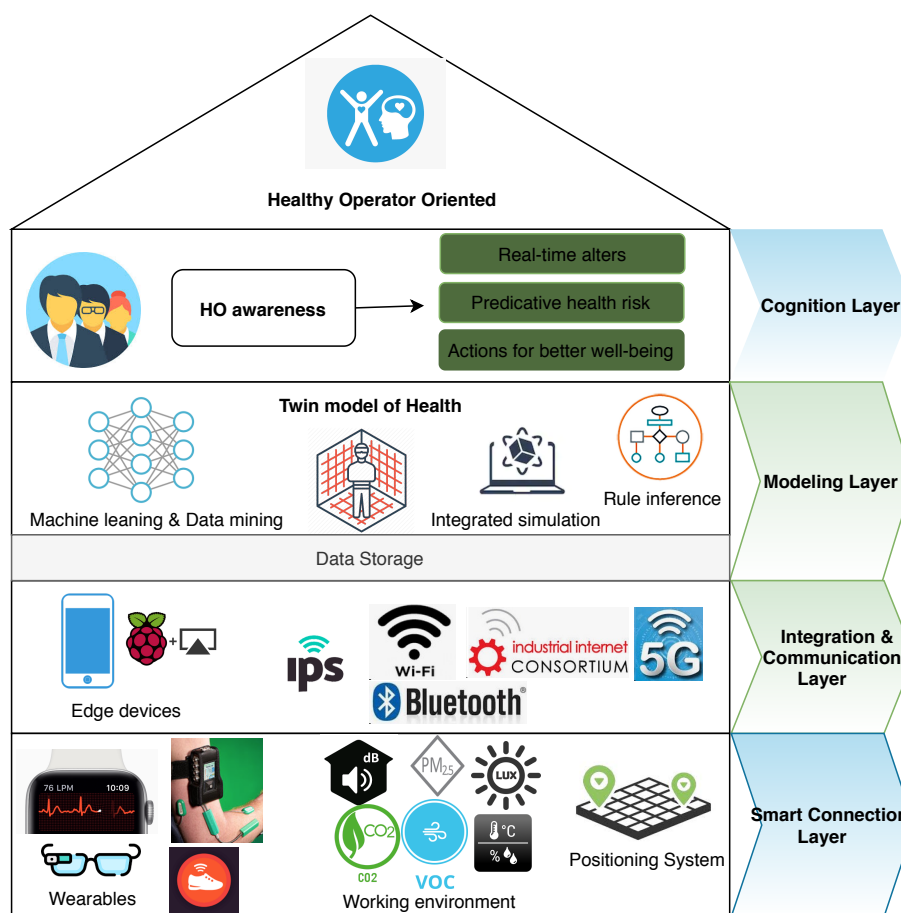 Healthy Operator Oriented
HO awareness
Real-time alters
Predicative health risk
Actions for better well-being
Cognition Layer
Twin model of Health
Machine leaning & Data mining
Integrated simulation
Rule inference
Modeling Layer
Data Storage
Edge devices
ips
Wi-Fi
industrial internet
CONSORTIUM
5G
Bluetooth®
Integration &
Communication
Layer
76 LPM
10:09
Wearables
dB
PM2.5
LUX
CO2
CO2
VOC
°C
%
Working environment
Positioning System
Smart Connection
Layer